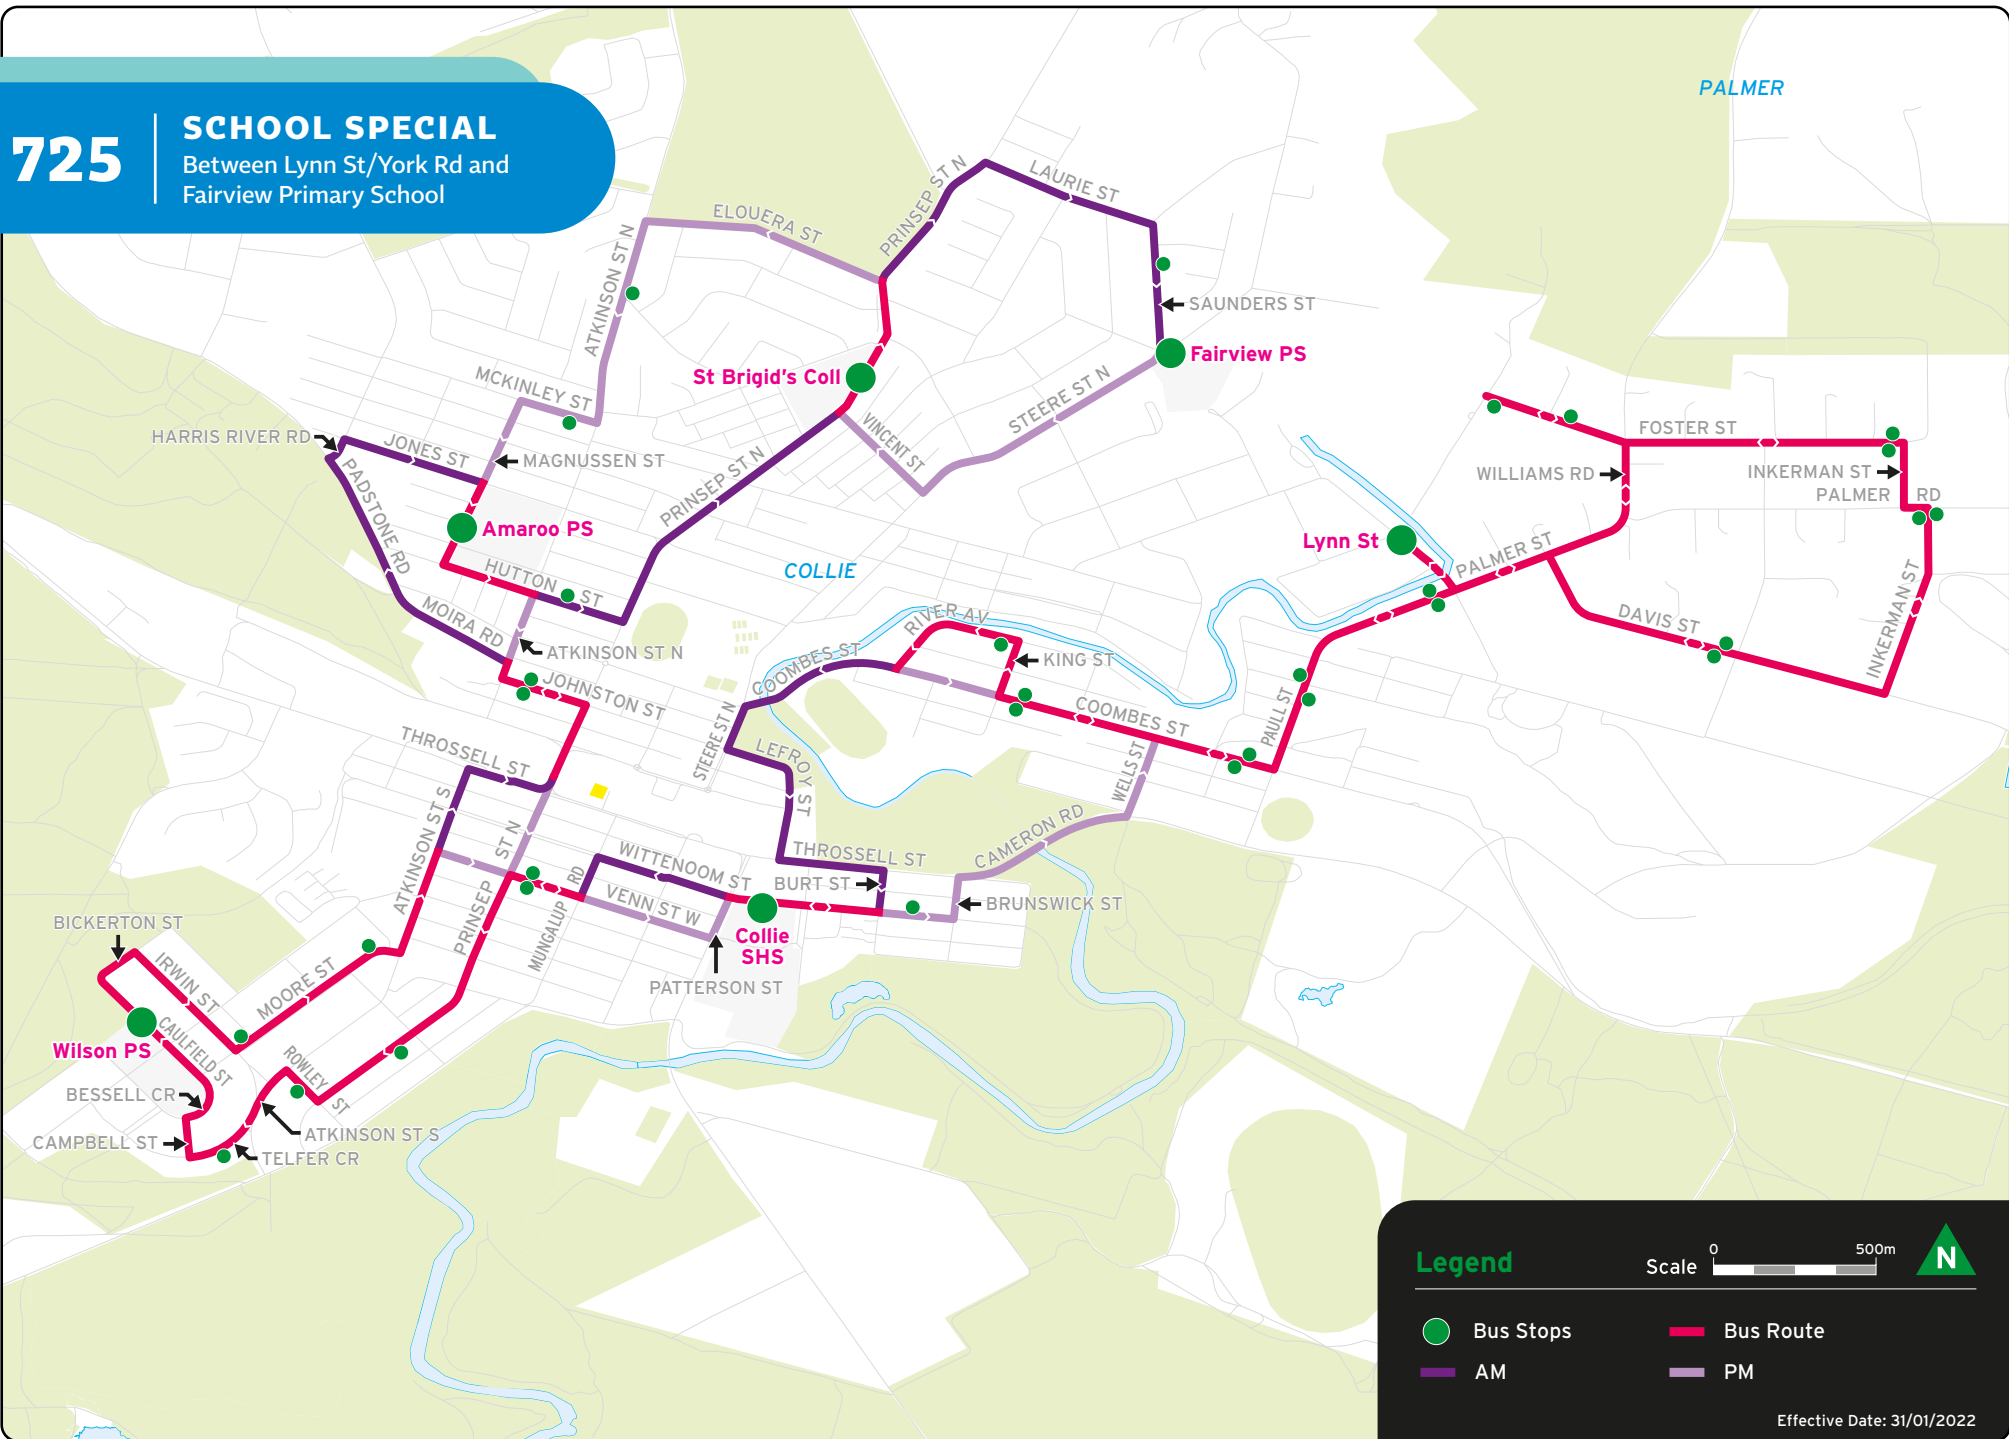 725
SCHOOL SPECIAL
Between Lynn St/York Rd and
Fairview Primary School
PALMER
PRINSEP ST N
LAURIE ST
ELOUERA ST
ATKINSON ST N
SAUNDERS ST
Fairview PS
St Brigid's Coll
MCKINLEY ST
STEERE ST N
VINCENT ST
HARRIS RIVER RD
JONES ST
MAGNUSSEN ST
PADSTONE RD
PRINSEP ST N
FOSTER ST
WILLIAMS RD
INKERMAN ST
PALMER RD
Amaroo PS
Lynn St
PALMER ST
COLLIE
HUTTON ST
MOIRA RD
RIVER AV
DAVIS ST
INKERMAN ST
ATKINSON ST N
KING ST
COOMBES ST
JOHNSTON ST
STEERE ST N
COOMBES ST
PAULL ST
THROSSELL ST
LEFROY ST
WELLS ST
ATKINSON ST S
PRINSEP ST N
CAMERON RD
WITTENOOM ST
THROSSELL ST
BURT ST
MUNGALUP RD
VENN ST W
BRUNSWICK ST
BICKERTON ST
Collie
SHS
IRWIN ST
MOORE ST
PATTERSON ST
CAULFIELD ST
Wilson PS
ROWLEY ST
BESSELL CR
CAMPBELL ST
ATKINSON ST S
TELFER CR
Legend
Scale
0
500m
N
Bus Stops
Bus Route
AM
PM
Effective Date: 31/01/2022